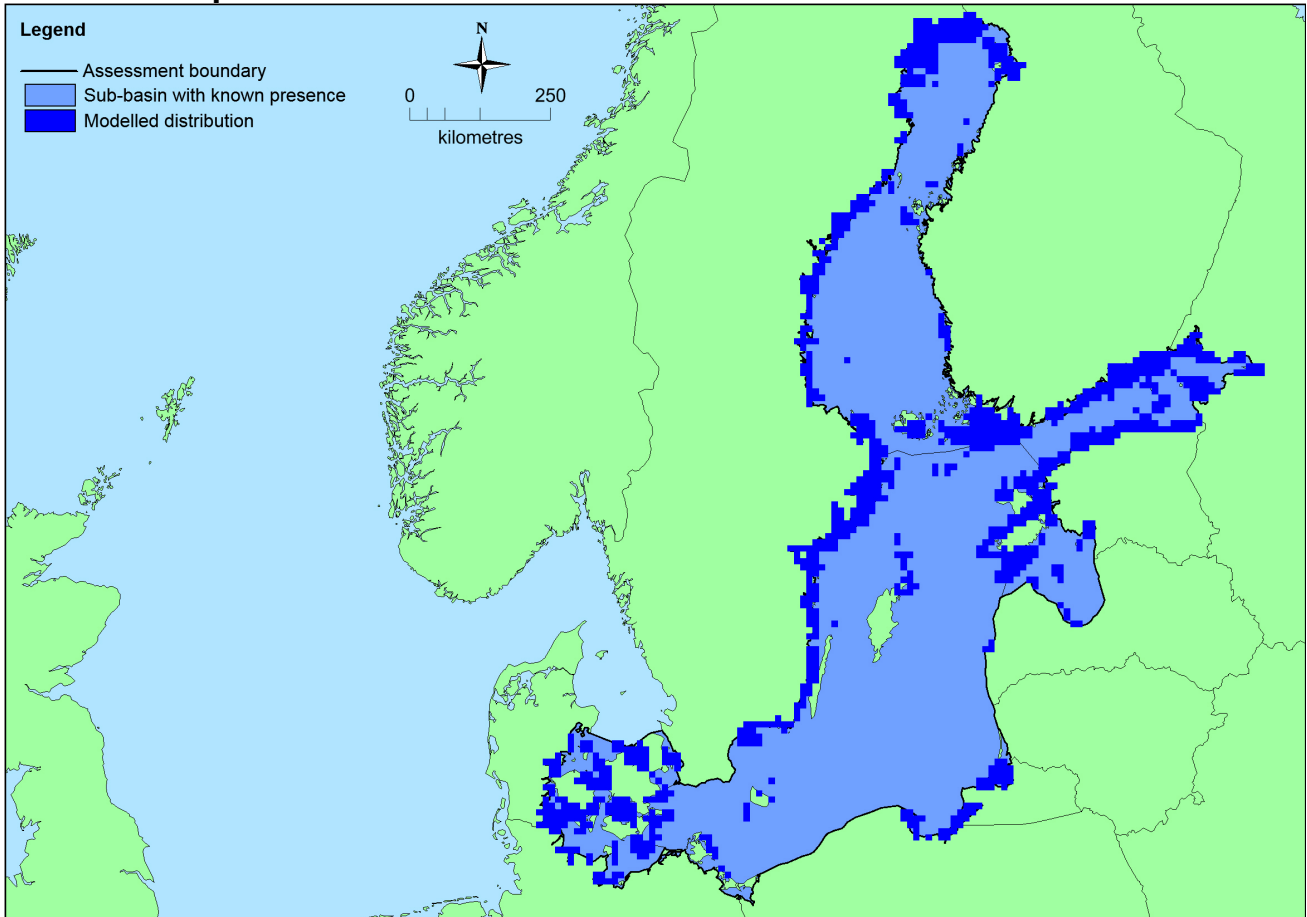 Legend
Assessment boundary
Sub-basin with known presence
Modelled distribution
N
0 250
kilometres